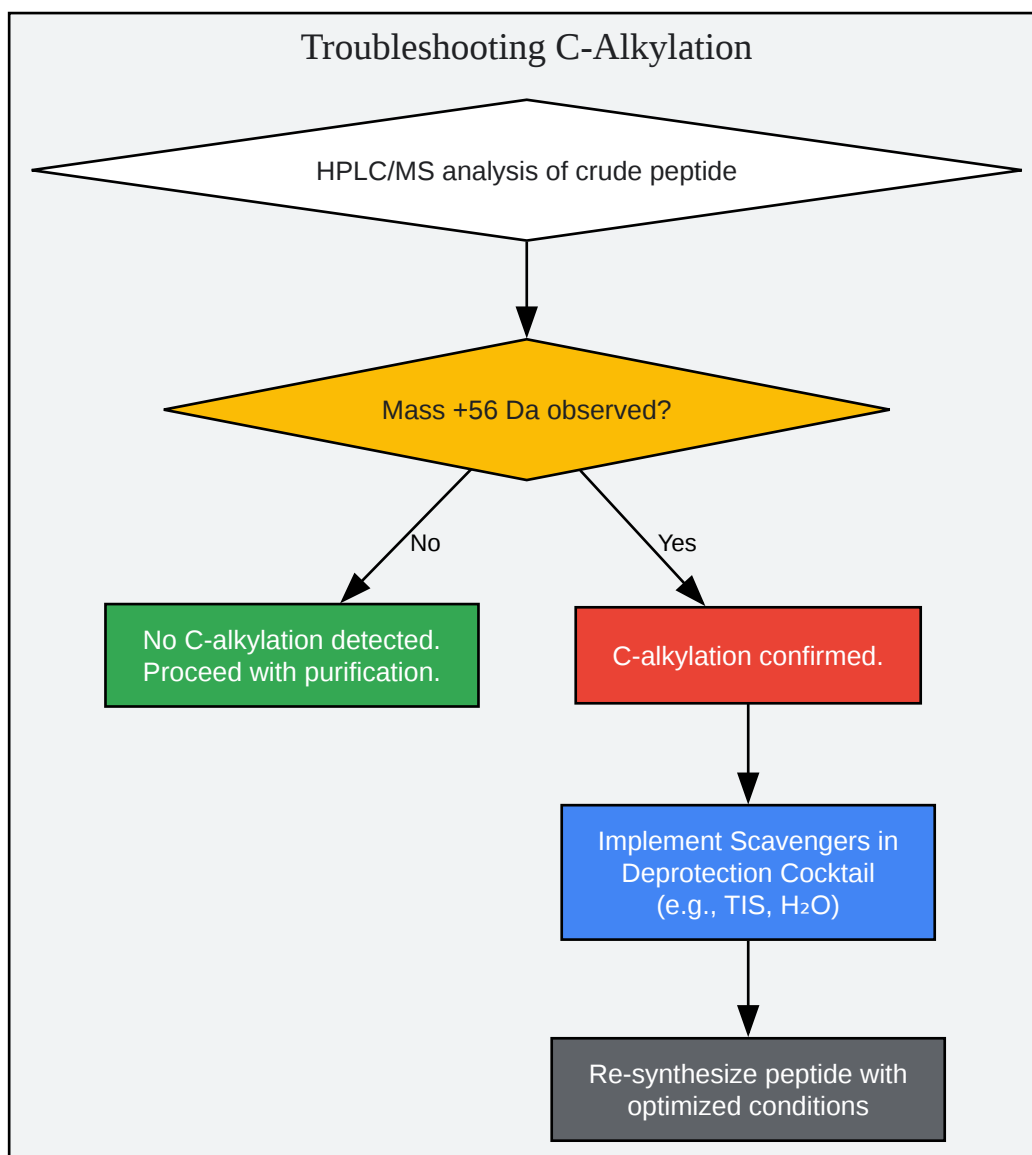 Troubleshooting C-Alkylation
HPLC/MS analysis of crude peptide
Mass +56 Da observed?
No
Yes
No C-alkylation detected.
Proceed with purification.
C-alkylation confirmed.
Implement Scavengers in
Deprotection Cocktail
(e.g., TIS, H₂O)
Re-synthesize peptide with
optimized conditions